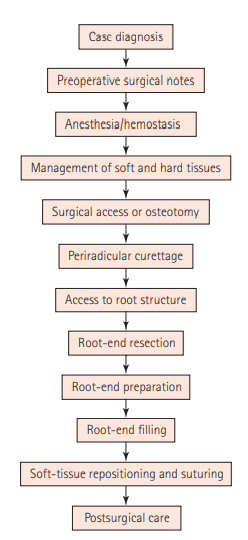 Case diagnosis
Preoperative surgical notes
Anesthesia/hemostasis
Management of soft and hard tissues
Surgical access or osteotomy
Periradicular curettage
Access to root structure
Root-end resection
Root-end preparation
Root-end filling
Soft-tissue repositioning and suturing
Postsurgical care